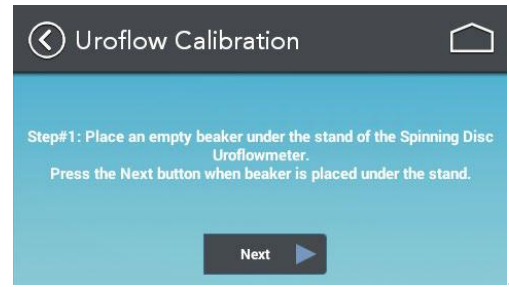 Uroflow Calibration
Step#1: Place an empty beaker under the stand of the Spinning Disc
Uroflowmeter.
Press the Next button when beaker is placed under the stand.
Next